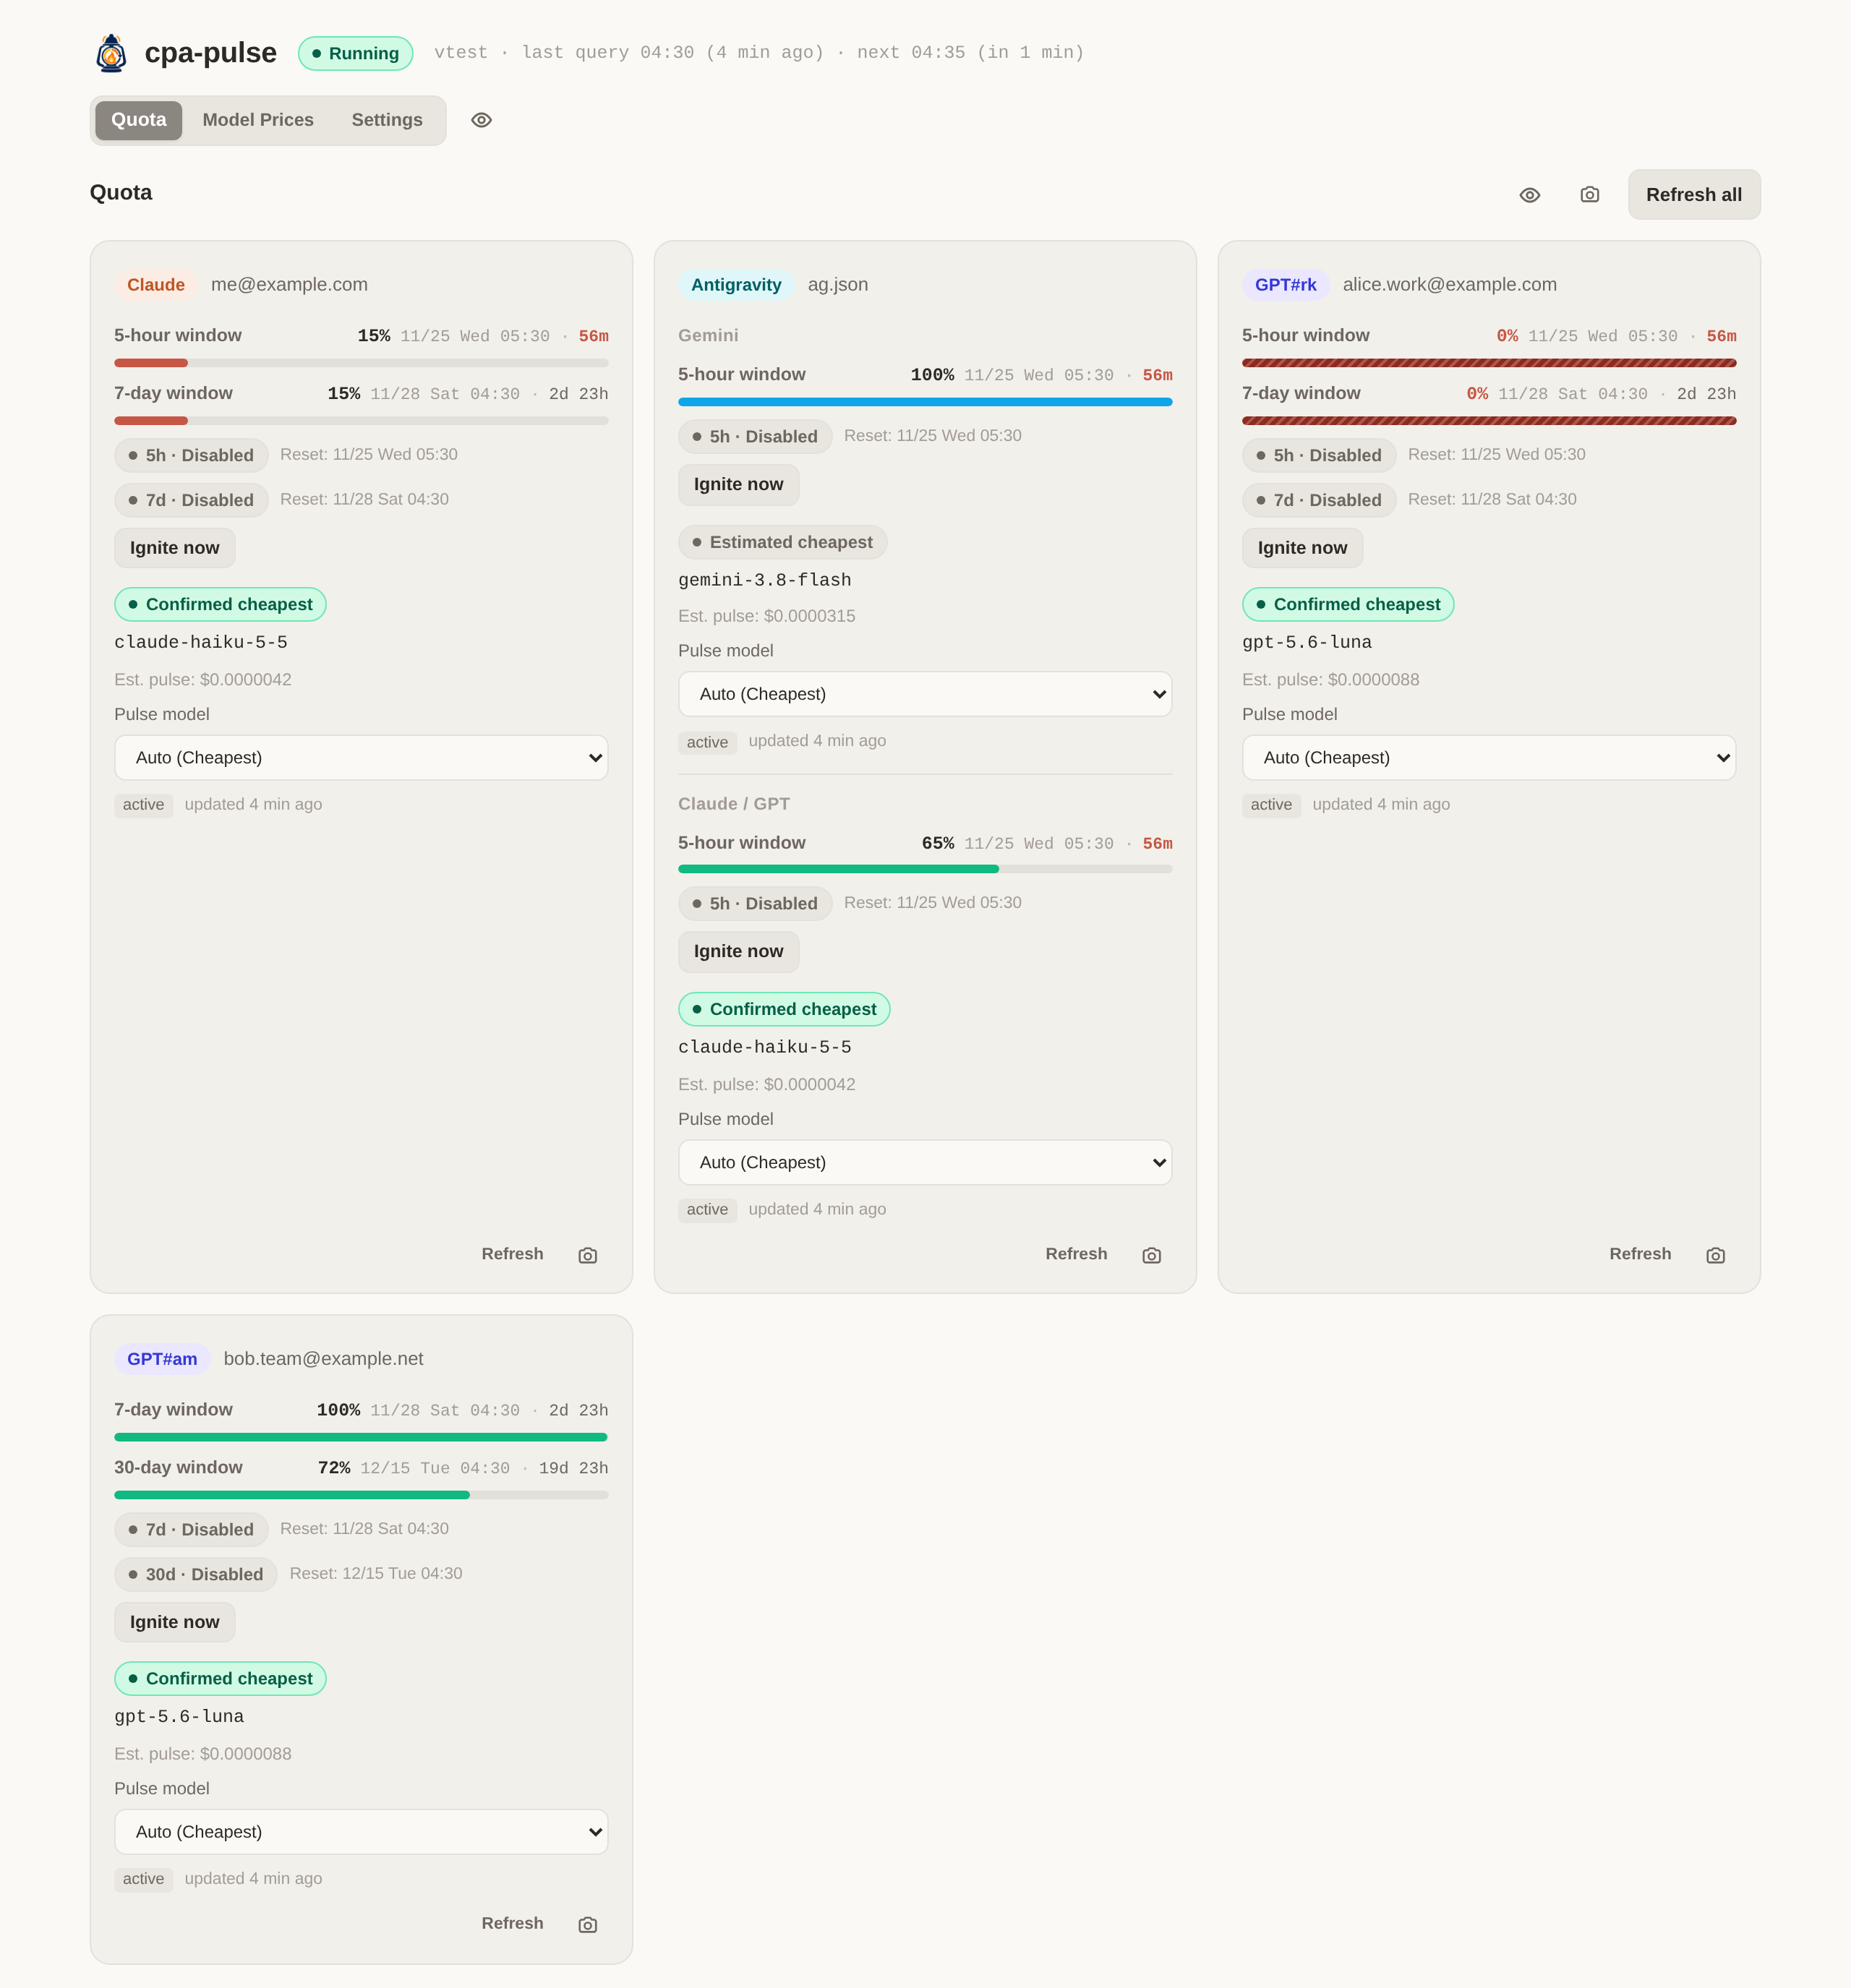 cpa-pulse Running vtest · last query 04:30 (4 min ago) · next 04:35 (in 1 min)
Quota Model Prices Settings
Quota
Refresh all
Claude me@example.com
5-hour window 15% 11/25 Wed 05:30 · 56m
7-day window 15% 11/28 Sat 04:30 · 2d 23h
5h · Disabled Reset: 11/25 Wed 05:30
7d · Disabled Reset: 11/28 Sat 04:30
Ignite now
Confirmed cheapest
claude-haiku-5-5
Est. pulse: $0.0000042
Pulse model
Auto (Cheapest)
active updated 4 min ago
Refresh
Antigravity ag.json
Gemini
5-hour window 100% 11/25 Wed 05:30 · 56m
5h · Disabled Reset: 11/25 Wed 05:30
Ignite now
Estimated cheapest
gemini-3.8-flash
Est. pulse: $0.0000315
Pulse model
Auto (Cheapest)
active updated 4 min ago
Claude / GPT
5-hour window 65% 11/25 Wed 05:30 · 56m
5h · Disabled Reset: 11/25 Wed 05:30
Ignite now
Confirmed cheapest
claude-haiku-5-5
Est. pulse: $0.0000042
Pulse model
Auto (Cheapest)
active updated 4 min ago
Refresh
GPT#rk alice.work@example.com
5-hour window 0% 11/25 Wed 05:30 · 56m
7-day window 0% 11/28 Sat 04:30 · 2d 23h
5h · Disabled Reset: 11/25 Wed 05:30
7d · Disabled Reset: 11/28 Sat 04:30
Ignite now
Confirmed cheapest
gpt-5.6-luna
Est. pulse: $0.0000088
Pulse model
Auto (Cheapest)
active updated 4 min ago
Refresh
GPT#am bob.team@example.net
7-day window 100% 11/28 Sat 04:30 · 2d 23h
30-day window 72% 12/15 Tue 04:30 · 19d 23h
7d · Disabled Reset: 11/28 Sat 04:30
30d · Disabled Reset: 12/15 Tue 04:30
Ignite now
Confirmed cheapest
gpt-5.6-luna
Est. pulse: $0.0000088
Pulse model
Auto (Cheapest)
active updated 4 min ago
Refresh